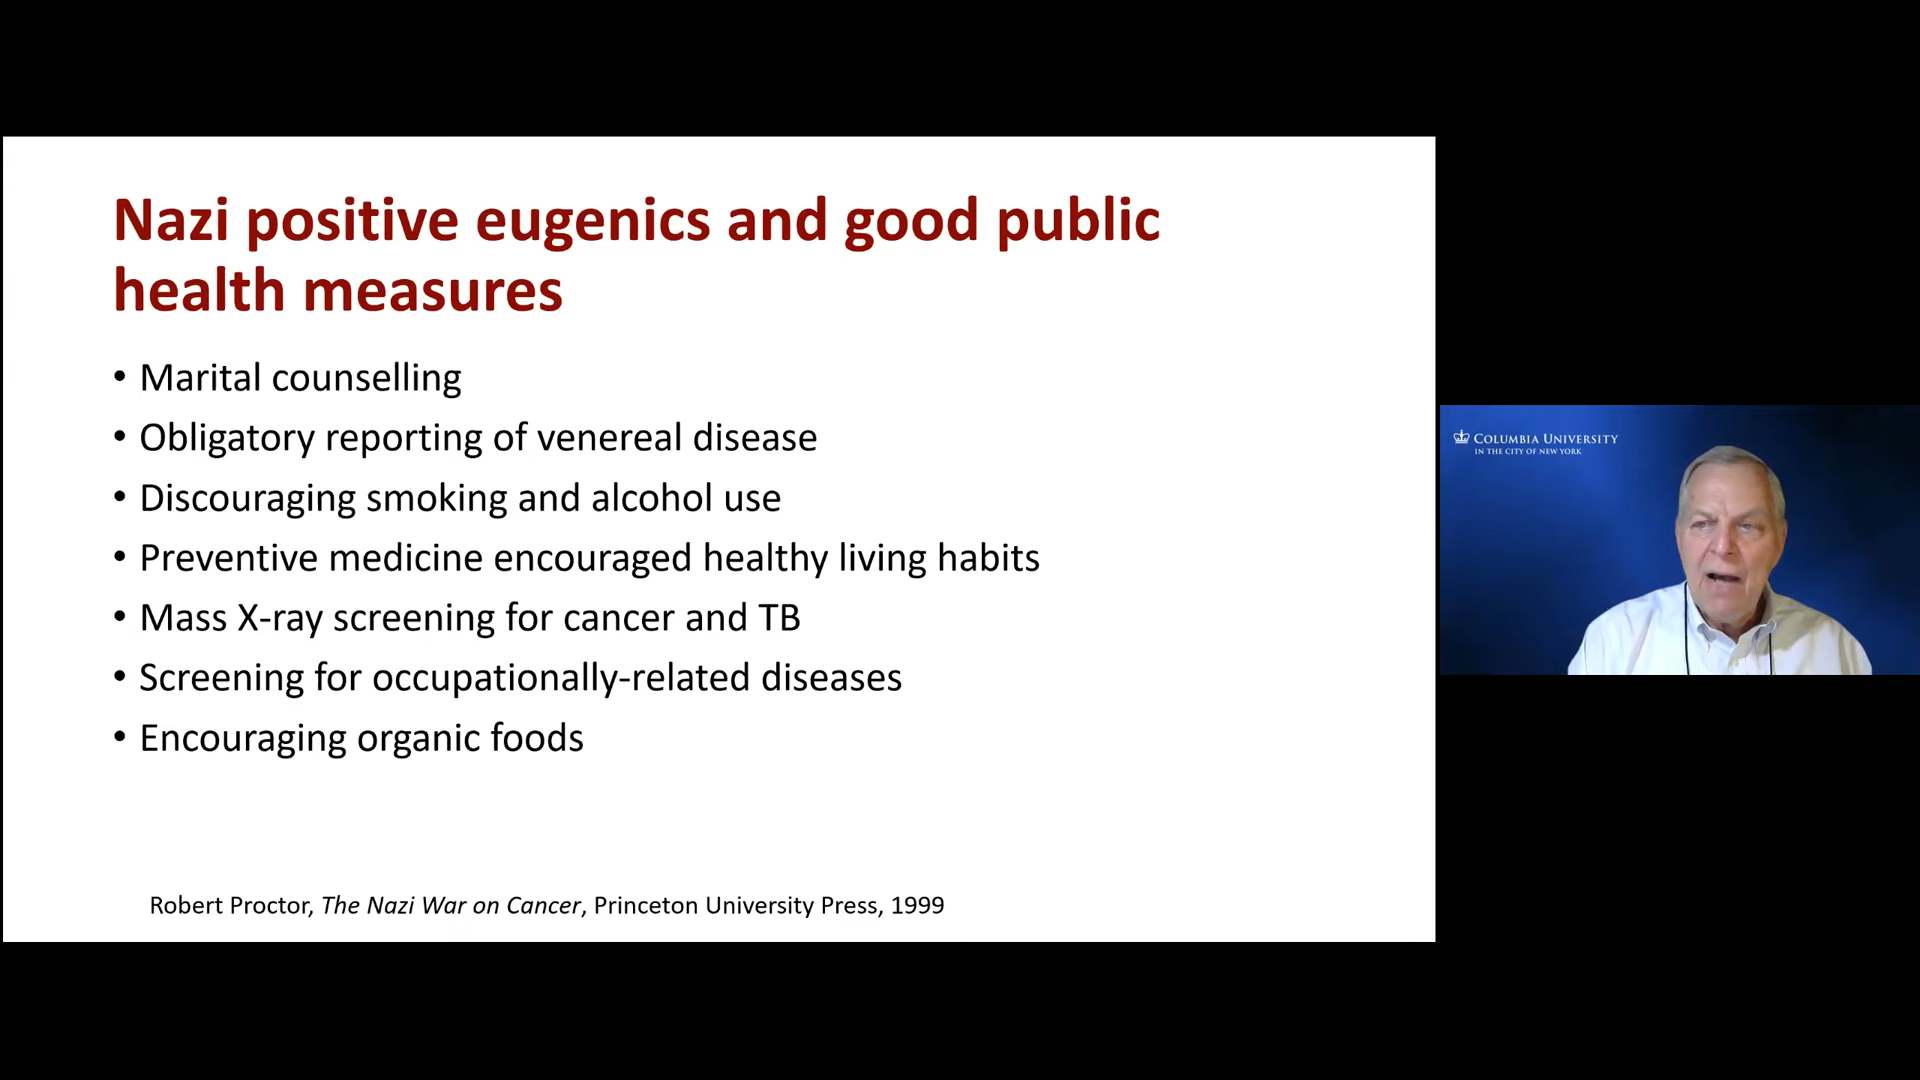 Nazi positive eugenics and good public
health measures
• Marital counselling
• Obligatory reporting of venereal disease
• Discouraging smoking and alcohol use
• Preventive medicine encouraged healthy living habits
• Mass X-ray screening for cancer and TB
• Screening for occupationally-related diseases
• Encouraging organic foods
Robert Proctor, The Nazi War on Cancer, Princeton University Press, 1999
COLUMBIA UNIVERSITY
IN THE CITY OF NEW YORK